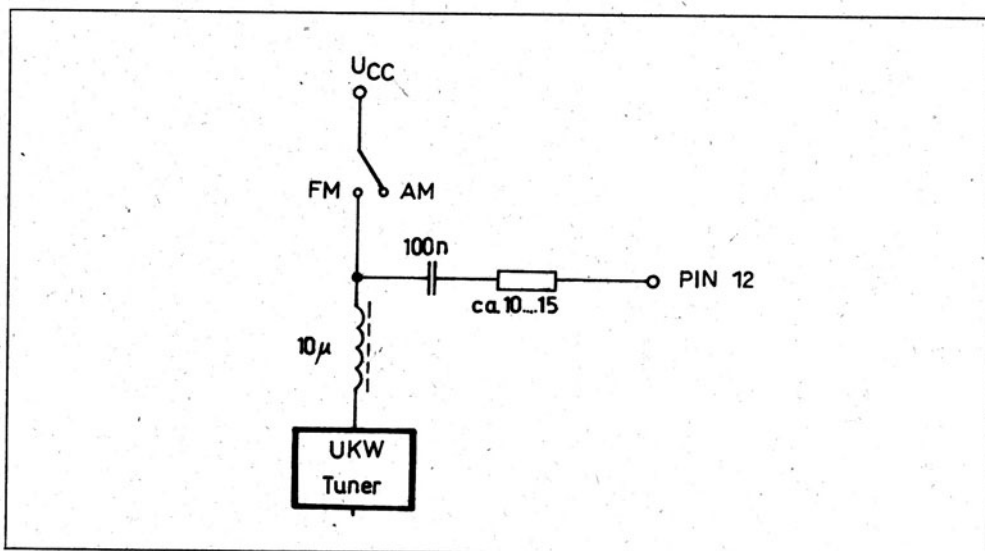 UCC
FM
AM
100n
PIN 12
ca. 10....15
10μ
UKW
Tuner